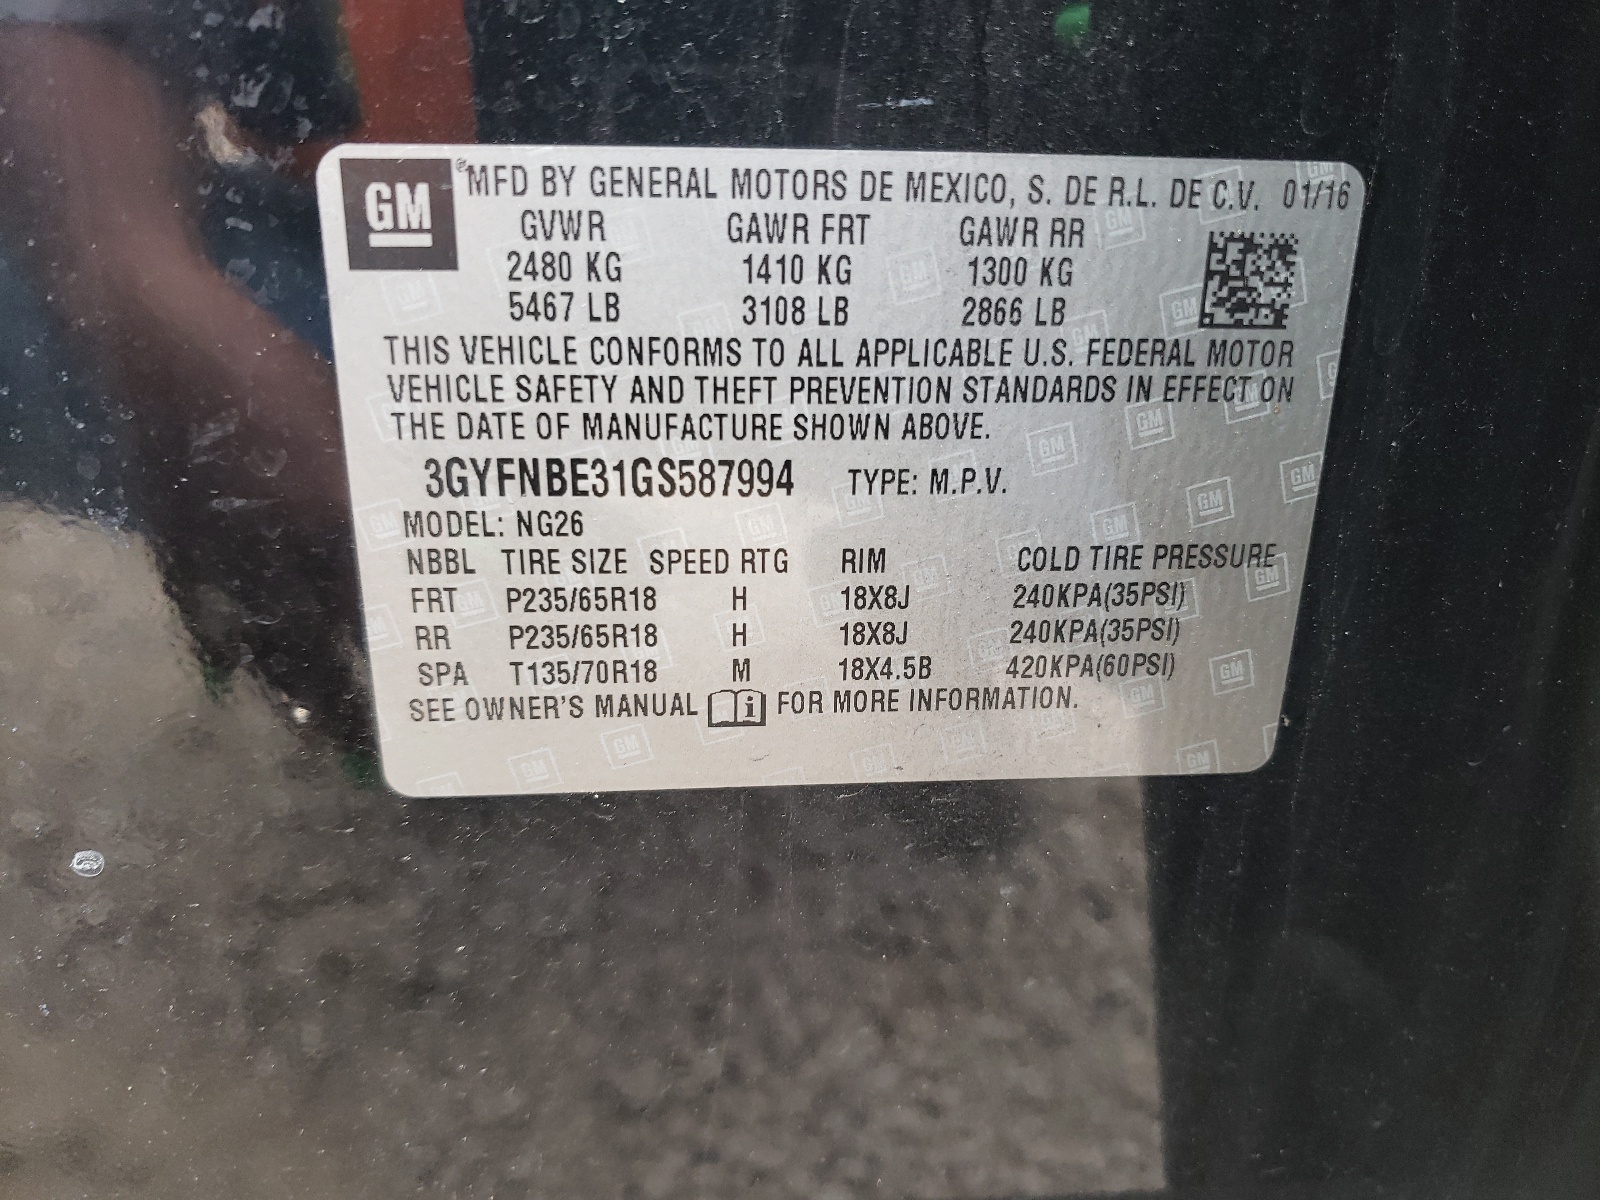 GM ® MFD BY GENERAL MOTORS DE MEXICO, S. DE R.L. DE C.V. 01/16
GVWR GAWR FRT GAWR RR
2480 KG 1410 KG 1300 KG
5467 LB 3108 LB 2866 LB
THIS VEHICLE CONFORMS TO ALL APPLICABLE U.S. FEDERAL MOTOR
VEHICLE SAFETY AND THEFT PREVENTION STANDARDS IN EFFECT ON
THE DATE OF MANUFACTURE SHOWN ABOVE.
3GYFNBE31GS587994 TYPE: M.P.V.
MODEL: NG26
NBBL TIRE SIZE SPEED RTG RIM COLD TIRE PRESSURE
FRT P235/65R18 H 18X8J 240KPA(35PSI)
RR P235/65R18 H 18X8J 240KPA(35PSI)
SPA T135/70R18 M 18X4.5B 420KPA(60PSI)
SEE OWNER'S MANUAL i FOR MORE INFORMATION.